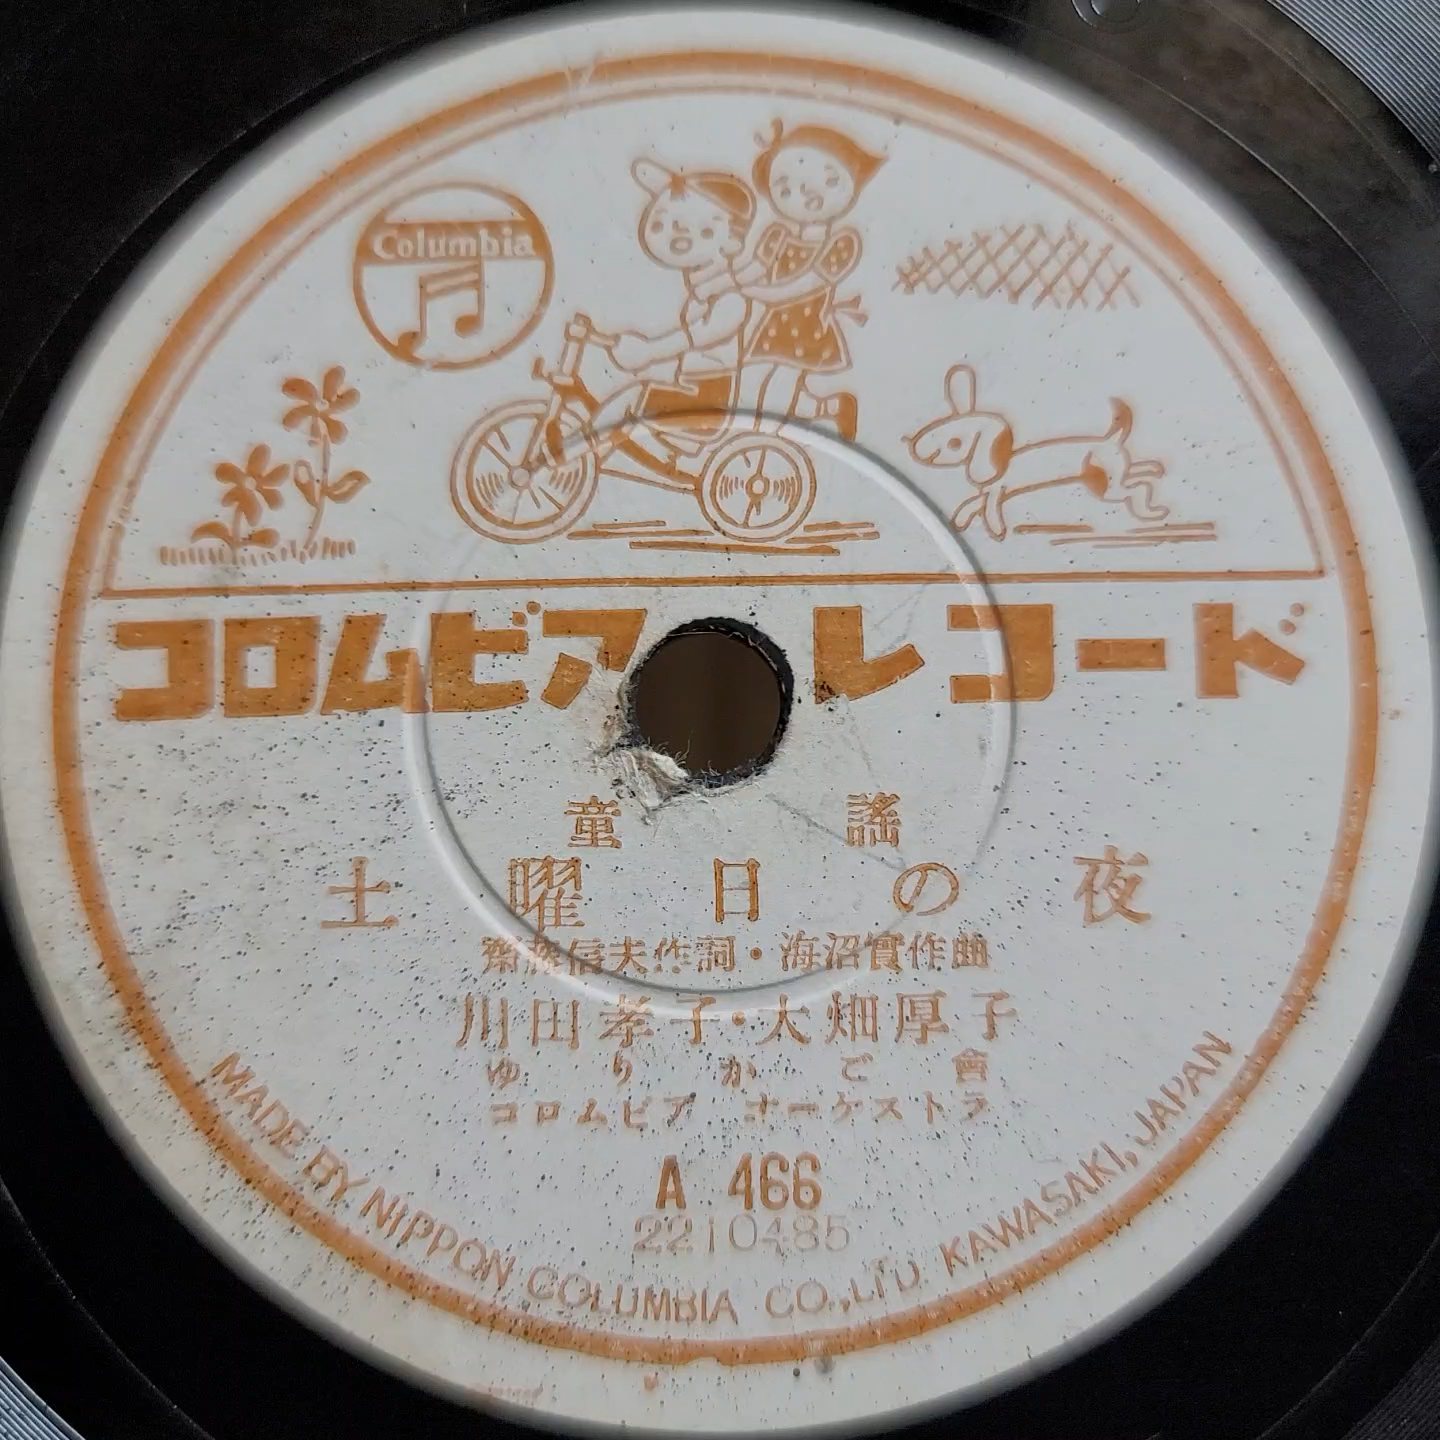 Columbia
コロムビア レコード
童謠
土曜日の夜
齋藤信夫作詞・海沼實作曲
川田孝子・大畑厚子
ゆりかご會
コロムビア オーケストラ
A 466
2210485
MADE BY NIPPON COLUMBIA CO.,LTD. KAWASAKI, JAPAN